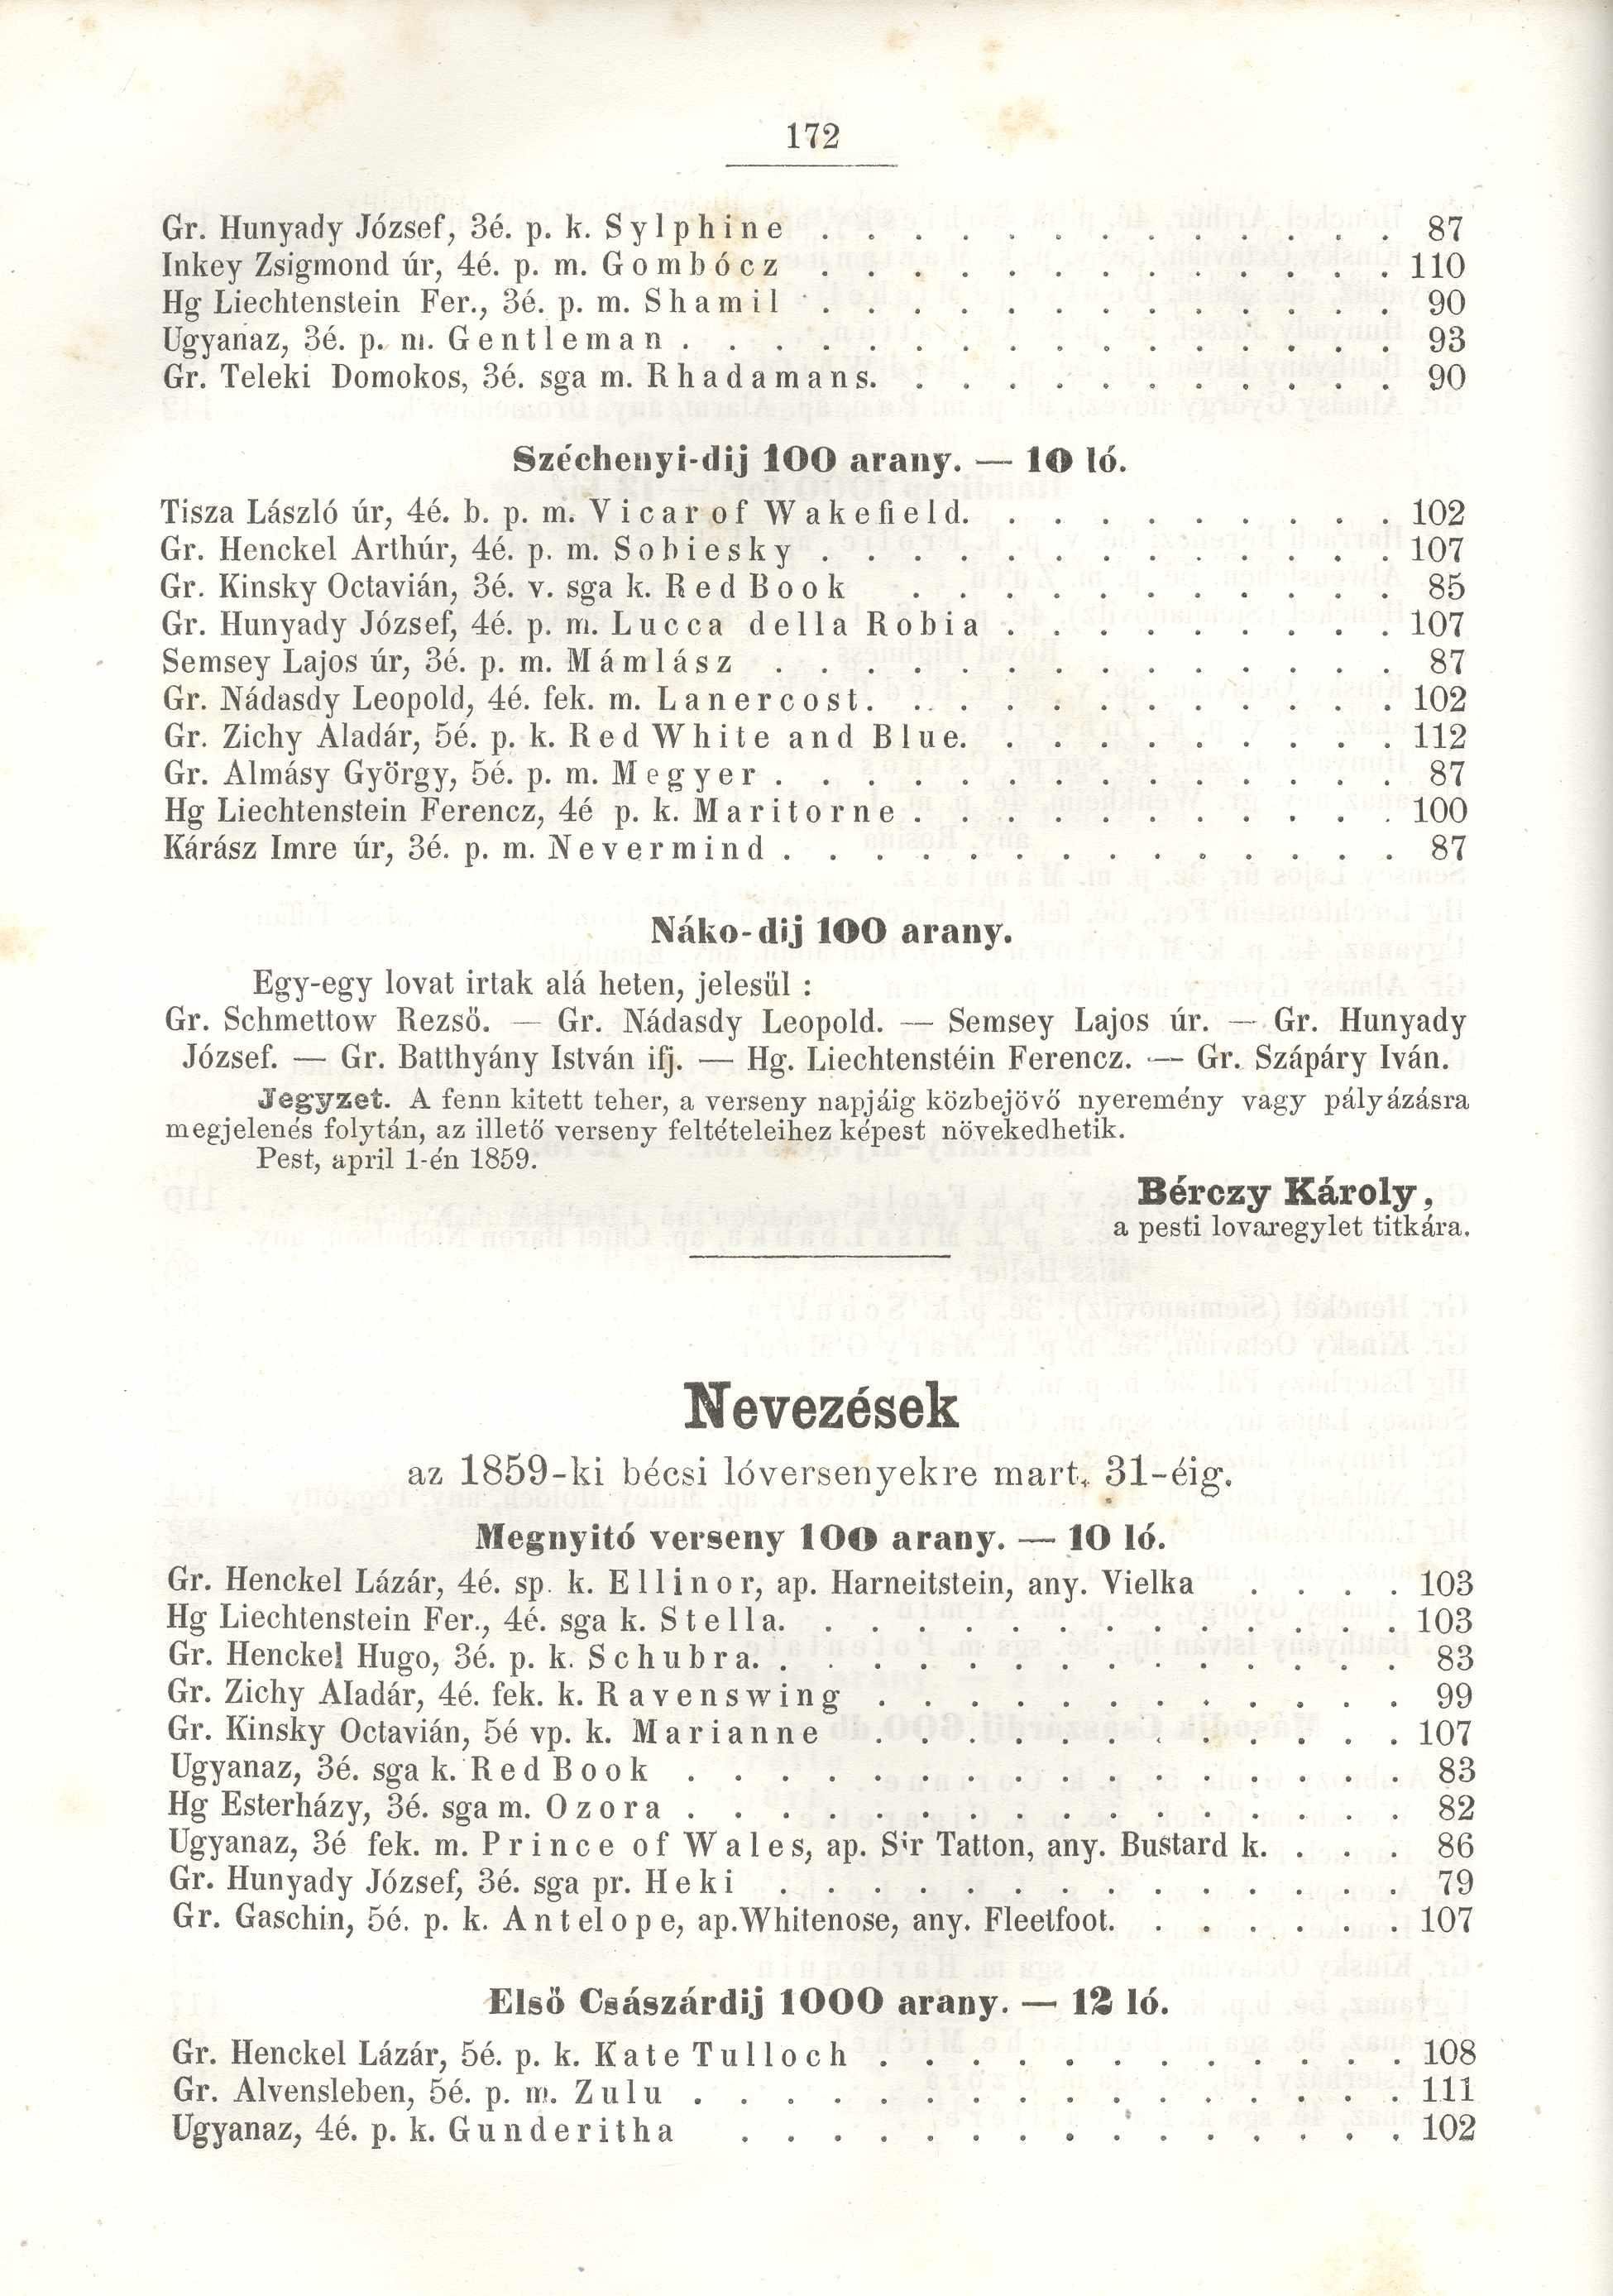 172
Gr. Hunyady József, 3é. p. k. Sylphine . . . . . . . . . . . . . 87
Inkey Zsigmond úr, 4é. p. m. Gombócz . . . . . . . . . . . . . 110
Hg Liechtenstein Fer., 3é. p. m. Shamil . . . . . . . . . . . . . 90
Ugyanaz, 3é. p. m. Gentleman . . . . . . . . . . . . . . . . 93
Gr. Teleki Domokos, 3é. sga m. Rhadamans. . . . . . . . . . . . 90
Széchenyi-dij 100 arany. — 10 ló.
Tisza László úr, 4é. b. p. m. Vicar of Wakefield. . . . . . . . . . 102
Gr. Henckel Arthúr, 4é. p. m. Sobiesky . . . . . . . . . . . . . 107
Gr. Kinsky Octavián, 3é. v. sga k. Red Book . . . . . . . . . . . 85
Gr. Hunyady József, 4é. p. m. Lucca della Robia . . . . . . . . . 107
Semsey Lajos úr, 3é. p. m. Mámlász . . . . . . . . . . . . . . 87
Gr. Nádasdy Leopold, 4é. fek. m. Lanercost. . . . . . . . . . . . 102
Gr. Zichy Aladár, 5é. p. k. Red White and Blue. . . . . . . . . . 112
Gr. Almásy György, 5é. p. m. Megyer . . . . . . . . . . . . . . 87
Hg Liechtenstein Ferencz, 4é p. k. Maritorne . . . . . . . . . . . 100
Kárász Imre úr, 3é. p. m. Nevermind . . . . . . . . . . . . . . 87
Náko-dij 100 arany.
Egy-egy lovat irtak alá heten, jelesül :
Gr. Schmettow Rezsö. — Gr. Nádasdy Leopold. — Semsey Lajos úr. — Gr. Hunyady
József. — Gr. Batthyány István ifj. — Hg. Liechtenstéin Ferencz. — Gr. Szápáry Iván.
Jegyzet. A fenn kitett teher, a verseny napjáig közbejövő nyeremény vagy pályázásra
megjelenés folytán, az illető verseny feltételeihez képest növekedhetik.
Pest, april 1-én 1859.
Bérczy Károly,
a pesti lovaregylet titkára.
Nevezések
az 1859-ki bécsi lóversenyekre mart. 31-éig.
Megnyitó verseny 100 arany. — 10 ló.
Gr. Henckel Lázár, 4é. sp. k. Ellinor, ap. Harneitstein, any. Vielka . . . . 103
Hg Liechtenstein Fer., 4é. sga k. Stella. . . . . . . . . . . . . . 103
Gr. Henckel Hugo, 3é. p. k. Schubra. . . . . . . . . . . . . . . 83
Gr. Zichy Aladár, 4é. fek. k. Ravenswing . . . . . . . . . . . . 99
Gr. Kinsky Octavián, 5é vp. k. Marianne . . . . . . . . . . . . 107
Ugyanaz, 3é. sga k. Red Book . . . . . . . . . . . . . . . . 83
Hg Esterházy, 3é. sga m. Ozora . . . . . . . . . . . . . . . . 82
Ugyanaz, 3é fek. m. Prince of Wales, ap. Sir Tatton, any. Bustard k. . . . 86
Gr. Hunyady József, 3é. sga pr. Heki . . . . . . . . . . . . . . 79
Gr. Gaschin, 5é. p. k. Antelope, ap. Whitenose, any. Fleetfoot. . . . . . . 107
Első Császárdij 1000 arany. — 12 ló.
Gr. Henckel Lázár, 5é. p. k. Kate Tulloch . . . . . . . . . . . . 108
Gr. Alvensleben, 5é. p. m. Zulu . . . . . . . . . . . . . . . . 111
Ugyanaz, 4é. p. k. Gunderitha . . . . . . . . . . . . . . . 102